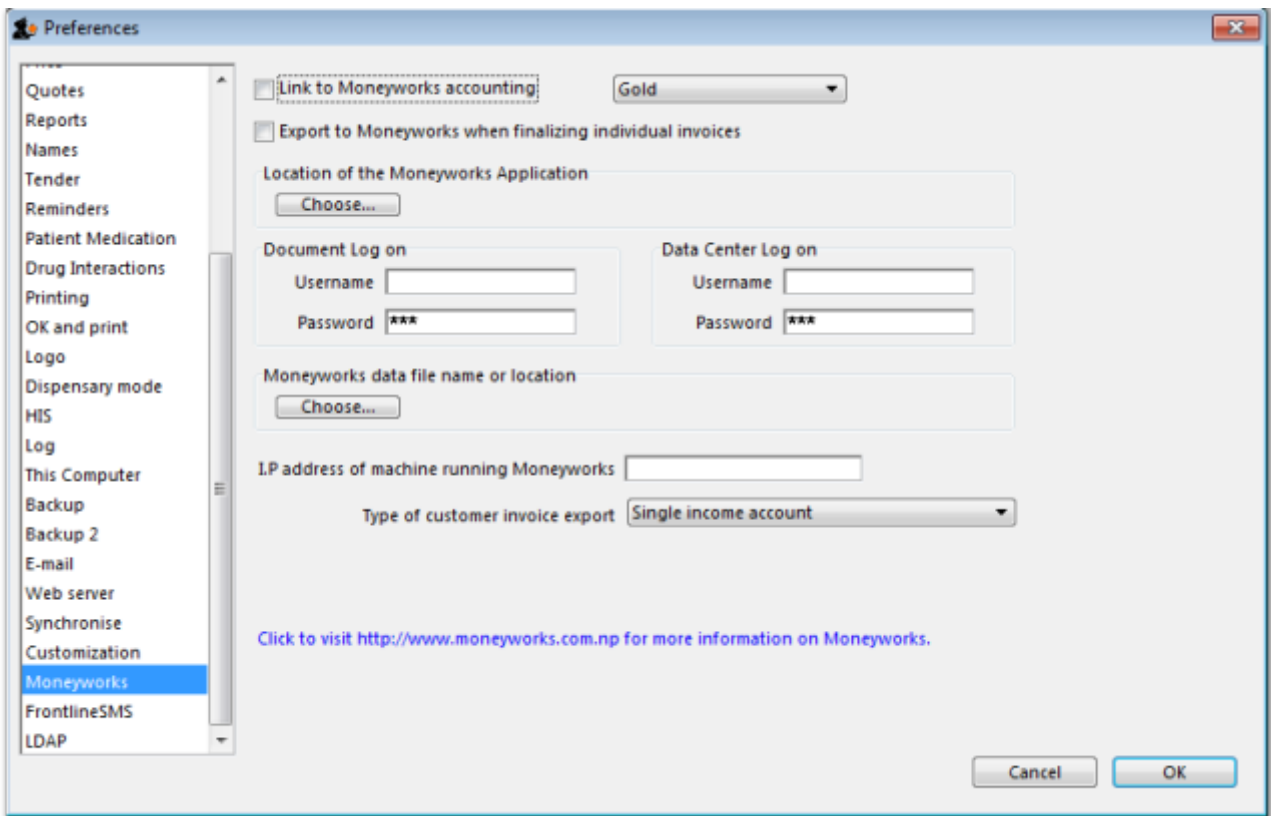 Preferences
Quotes
Reports
Names
Tender
Reminders
Patient Medication
Drug Interactions
Printing
OK and print
Logo
Dispensary mode
HIS
Log
This Computer
Backup
Backup 2
E-mail
Web server
Synchronise
Customization
Moneyworks
FrontlineSMS
LDAP
Link to Moneyworks accounting Gold
Export to Moneyworks when finalizing individual invoices
Location of the Moneyworks Application
Choose...
Document Log on
Username
Password ***
Data Center Log on
Username
Password ***
Moneyworks data file name or location
Choose...
I.P address of machine running Moneyworks
Type of customer invoice export Single income account
Click to visit http://www.moneyworks.com.np for more information on Moneyworks.
Cancel OK